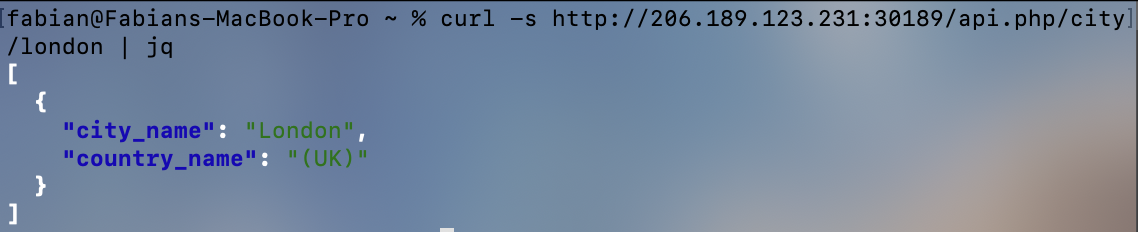 [fabian@Fabians-MacBook-Pro ~ % curl -s http://206.189.123.231:30189/api.php/city]
/london | jq
[
  {
    "city_name": "London",
    "country_name": "(UK)"
  }
]